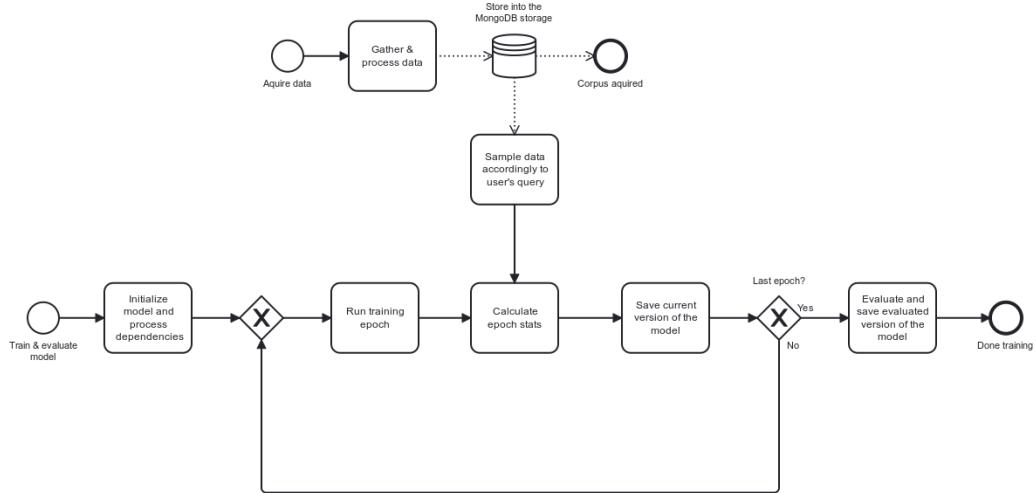 Store into the
MongoDB storage
Gather &
process data
Aquire data
Corpus aquired
Sample data
accordingly to
user's query
Last epoch?
Initialize
model and
process
dependencies
Run training
epoch
Calculate
epoch stats
Save current
version of the
model
Yes
No
Evaluate and
save evaluated
version of the
model
Train & evaluate
model
Done training